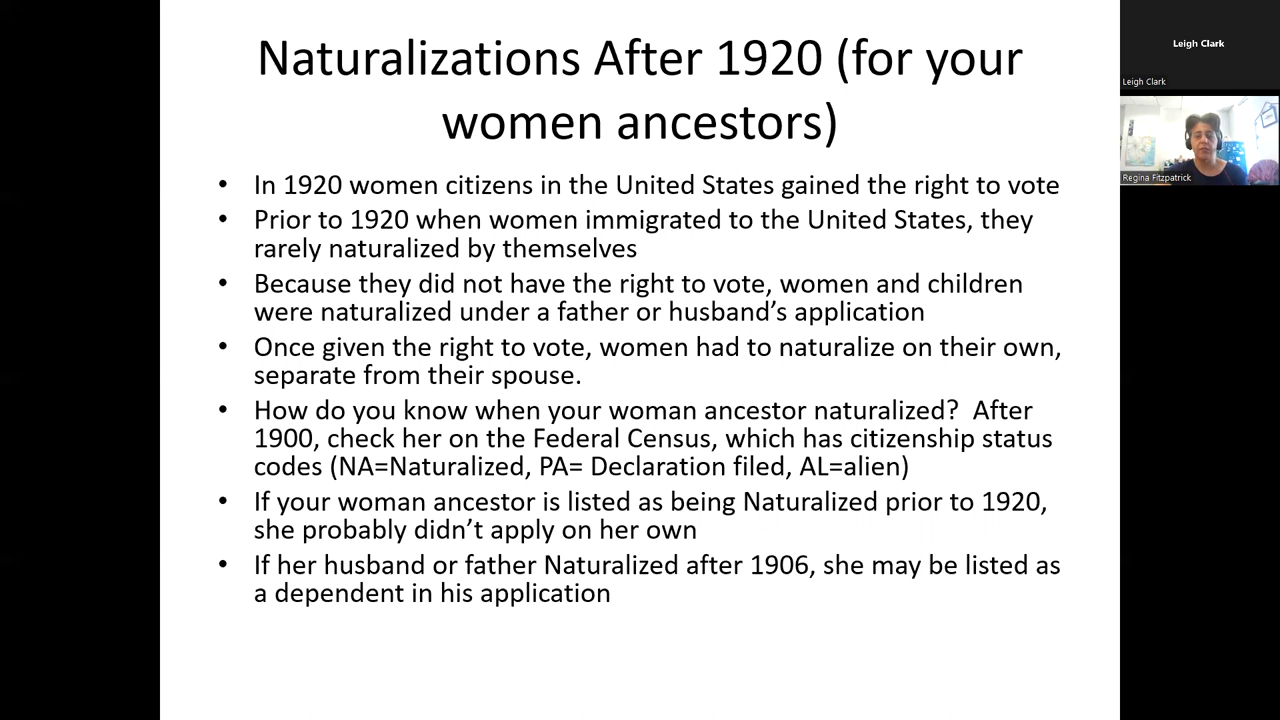 Naturalizations After 1920 (for your
women ancestors)
• In 1920 women citizens in the United States gained the right to vote
• Prior to 1920 when women immigrated to the United States, they
rarely naturalized by themselves
• Because they did not have the right to vote, women and children
were naturalized under a father or husband’s application
• Once given the right to vote, women had to naturalize on their own,
separate from their spouse.
• How do you know when your woman ancestor naturalized?  After
1900, check her on the Federal Census, which has citizenship status
codes (NA=Naturalized, PA= Declaration filed, AL=alien)
• If your woman ancestor is listed as being Naturalized prior to 1920,
she probably didn’t apply on her own
• If her husband or father Naturalized after 1906, she may be listed as
a dependent in his application
Leigh Clark
Leigh Clark
Regina Fitzpatrick